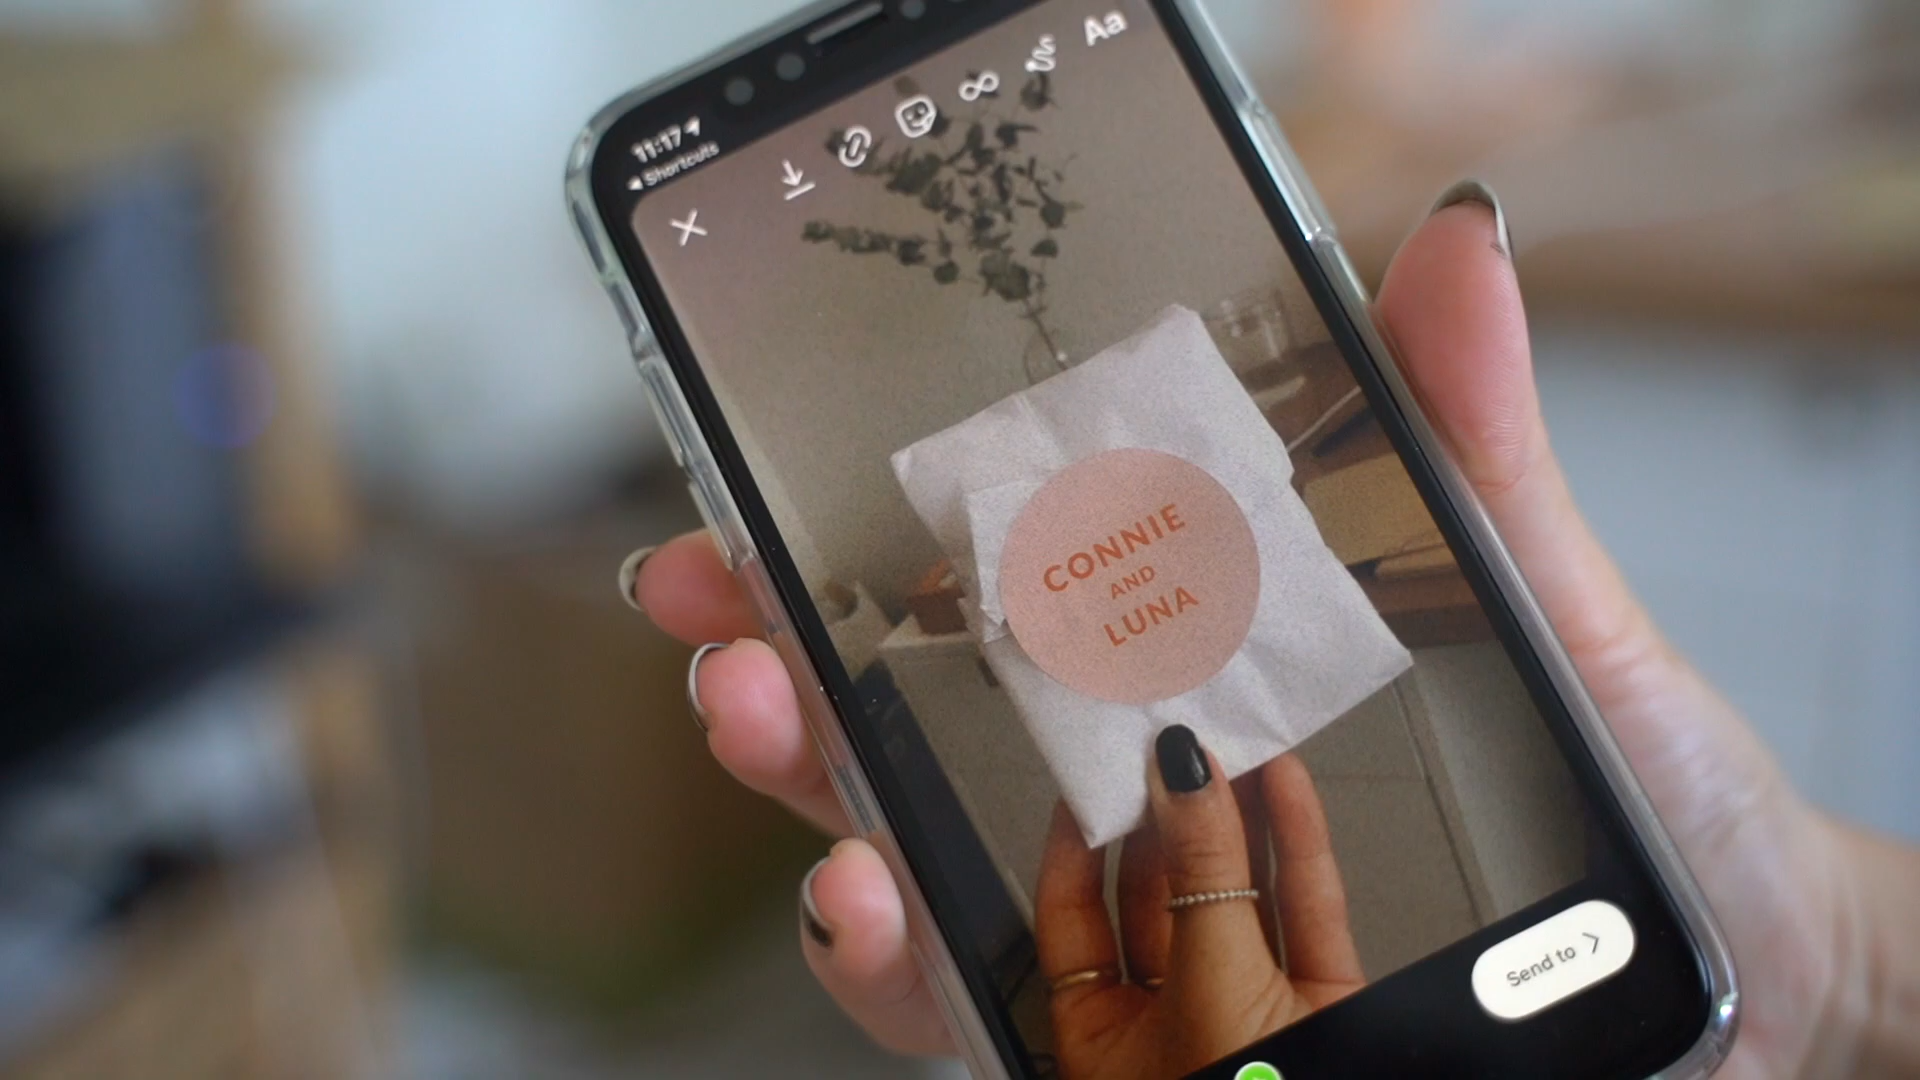 11:17
Shortcuts
Aa
CONNIE
AND
LUNA
Send to